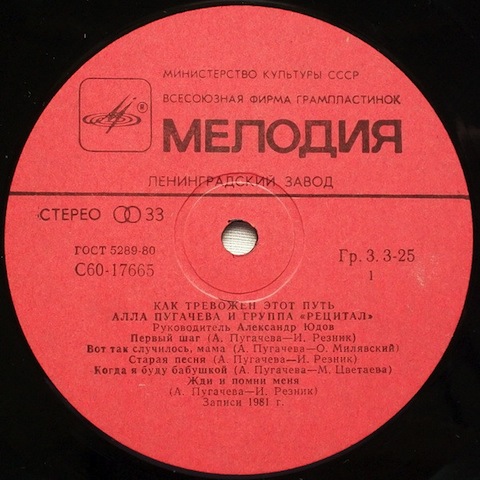 МИНИСТЕРСТВО КУЛЬТУРЫ СССР
ВСЕСОЮЗНАЯ ФИРМА ГРАМПЛАСТИНОК
МЕЛОДИЯ
ЛЕНИНГРАДСКИЙ ЗАВОД
СТЕРЕО 33
ГОСТ 5289-80
С60-17665
Гр. 3. 3-25
1
КАК ТРЕВОЖЕН ЭТОТ ПУТЬ
АЛЛА ПУГАЧЕВА И ГРУППА «РЕЦИТАЛ»
Руководитель Александр Юдов
Первый шаг (А. Пугачева—И. Резник)
Вот так случилось, мама (А. Пугачева—О. Милявский)
Старая песня (А. Пугачева—И. Резник)
Когда я буду бабушкой (А. Пугачева—М. Цветаева)
Жди и помни меня
(А. Пугачева—И. Резник)
Записи 1981 г.